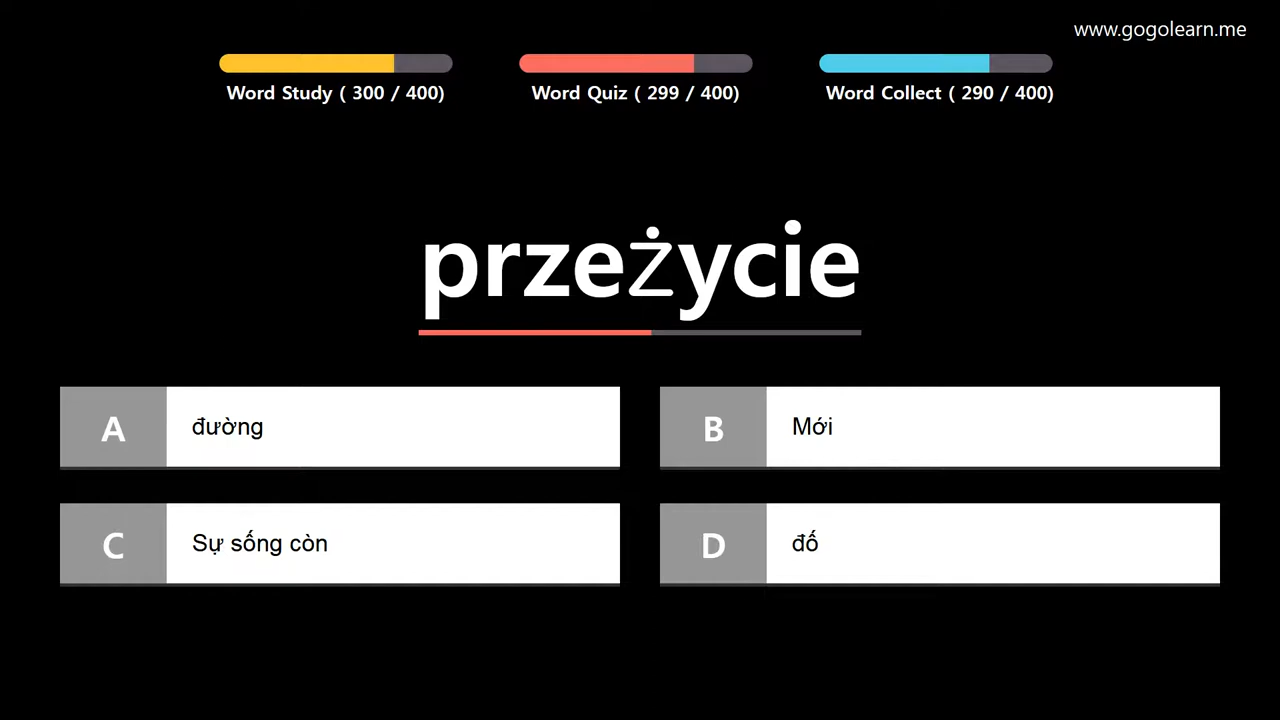 www.gogolearn.me
Word Study ( 300 / 400)
Word Quiz ( 299 / 400)
Word Collect ( 290 / 400)
przeżycie
A đường
B Mới
C Sự sống còn
D đố